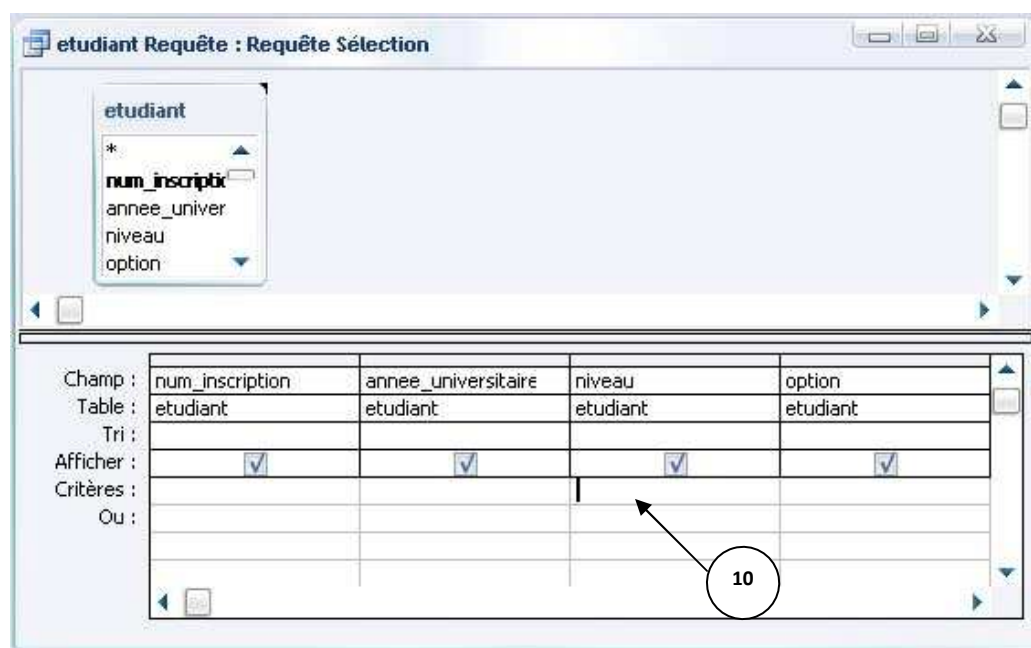 etudiant Requête : Requête Sélection
etudiant
*
num_inscriptic
annee_univer
niveau
option
Champ : num_inscription annee_universitaire niveau option
Table : etudiant etudiant etudiant etudiant
Tri :
Afficher :
Critères :
Ou :
10